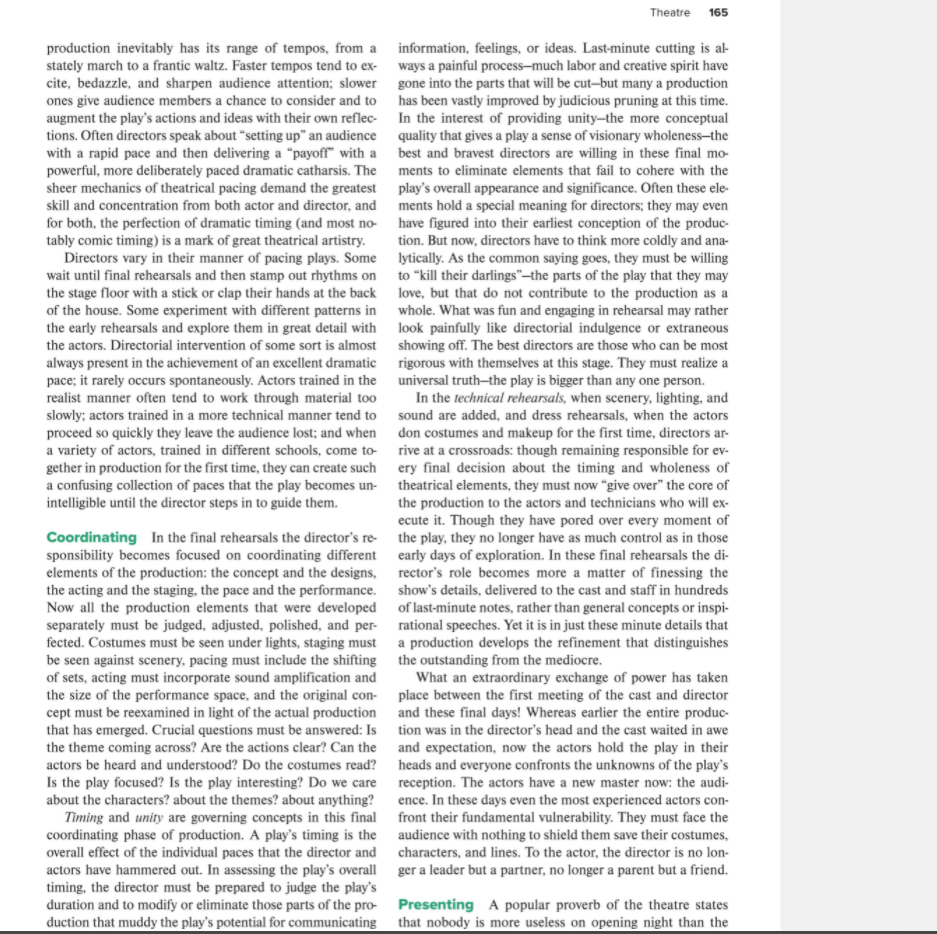 Theatre 165
production inevitably has its range of tempos, from a
stately march to a frantic waltz. Faster tempos tend to ex-
cite, bedazzle, and sharpen audience attention; slower
ones give audience members a chance to consider and to
augment the play's actions and ideas with their own reflec-
tions. Often directors speak about “setting up” an audience
with a rapid pace and then delivering a “payoff” with a
powerful, more deliberately paced dramatic catharsis. The
sheer mechanics of theatrical pacing demand the greatest
skill and concentration from both actor and director, and
for both, the perfection of dramatic timing (and most no-
tably comic timing) is a mark of great theatrical artistry.
Directors vary in their manner of pacing plays. Some
wait until final rehearsals and then stamp out rhythms on
the stage floor with a stick or clap their hands at the back
of the house. Some experiment with different patterns in
the early rehearsals and explore them in great detail with
the actors. Directorial intervention of some sort is almost
always present in the achievement of an excellent dramatic
pace; it rarely occurs spontaneously. Actors trained in the
realist manner often tend to work through material too
slowly; actors trained in a more technical manner tend to
proceed so quickly they leave the audience lost; and when
a variety of actors, trained in different schools, come to-
gether in production for the first time, they can create such
a confusing collection of paces that the play becomes un-
intelligible until the director steps in to guide them.
Coordinating In the final rehearsals the director's re-
sponsibility becomes focused on coordinating different
elements of the production: the concept and the designs,
the acting and the staging, the pace and the performance.
Now all the production elements that were developed
separately must be judged, adjusted, polished, and per-
fected. Costumes must be seen under lights, staging must
be seen against scenery, pacing must include the shifting
of sets, acting must incorporate sound amplification and
the size of the performance space, and the original con-
cept must be reexamined in light of the actual production
that has emerged. Crucial questions must be answered: Is
the theme coming across? Are the actions clear? Can the
actors be heard and understood? Do the costumes read?
Is the play focused? Is the play interesting? Do we care
about the characters? about the themes? about anything?
Timing and unity are governing concepts in this final
coordinating phase of production. A play's timing is the
overall effect of the individual paces that the director and
actors have hammered out. In assessing the play's overall
timing, the director must be prepared to judge the play's
duration and to modify or eliminate those parts of the pro-
duction that muddy the play's potential for communicating
information, feelings, or ideas. Last-minute cutting is al-
ways a painful process—much labor and creative spirit have
gone into the parts that will be cut—but many a production
has been vastly improved by judicious pruning at this time.
In the interest of providing unity—the more conceptual
quality that gives a play a sense of visionary wholeness—the
best and bravest directors are willing in these final mo-
ments to eliminate elements that fail to cohere with the
play's overall appearance and significance. Often these ele-
ments hold a special meaning for directors; they may even
have figured into their earliest conception of the produc-
tion. But now, directors have to think more coldly and ana-
lytically. As the common saying goes, they must be willing
to “kill their darlings”—the parts of the play that they may
love, but that do not contribute to the production as a
whole. What was fun and engaging in rehearsal may rather
look painfully like directorial indulgence or extraneous
showing off. The best directors are those who can be most
rigorous with themselves at this stage. They must realize a
universal truth—the play is bigger than any one person.
In the technical rehearsals, when scenery, lighting, and
sound are added, and dress rehearsals, when the actors
don costumes and makeup for the first time, directors ar-
rive at a crossroads: though remaining responsible for ev-
ery final decision about the timing and wholeness of
theatrical elements, they must now “give over” the core of
the production to the actors and technicians who will ex-
ecute it. Though they have pored over every moment of
the play, they no longer have as much control as in those
early days of exploration. In these final rehearsals the di-
rector's role becomes more a matter of finessing the
show's details, delivered to the cast and staff in hundreds
of last-minute notes, rather than general concepts or inspi-
rational speeches. Yet it is in just these minute details that
a production develops the refinement that distinguishes
the outstanding from the mediocre.
What an extraordinary exchange of power has taken
place between the first meeting of the cast and director
and these final days! Whereas earlier the entire produc-
tion was in the director's head and the cast waited in awe
and expectation, now the actors hold the play in their
heads and everyone confronts the unknowns of the play's
reception. The actors have a new master now: the audi-
ence. In these days even the most experienced actors con-
front their fundamental vulnerability. They must face the
audience with nothing to shield them save their costumes,
characters, and lines. To the actor, the director is no lon-
ger a leader but a partner, no longer a parent but a friend.
Presenting A popular proverb of the theatre states
that nobody is more useless on opening night than the